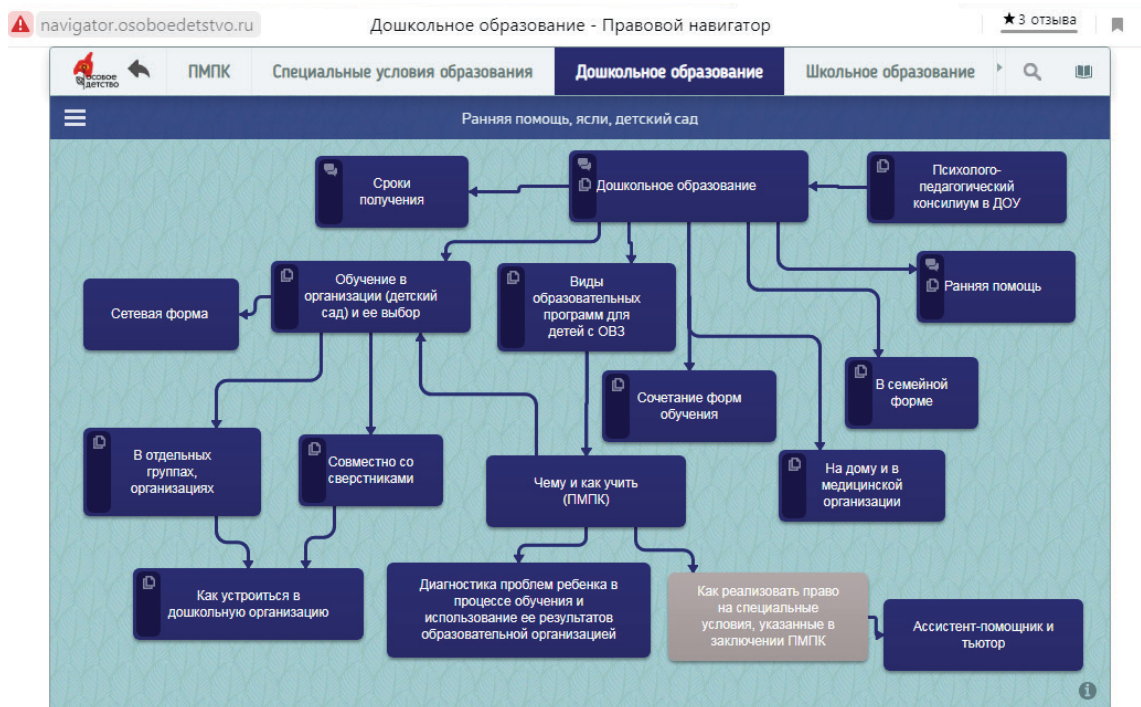 navigator.osoboedetstvo.ru
Дошкольное образование - Правовой навигатор
★3 отзыва
ОСОБОЕ
ДЕТСТВО
ПМПК
Специальные условия образования
Дошкольное образование
Школьное образование
Ранняя помощь, ясли, детский сад
Сроки
получения
Дошкольное образование
Психолого-
педагогический
консилиум в ДОУ
Сетевая форма
Обучение в
организации (детский
сад) и ее выбор
Виды
образовательных
программ для
детей с ОВЗ
Ранняя помощь
Сочетание форм
обучения
В семейной
форме
В отдельных
группах,
организациях
Совместно со
сверстниками
Чему и как учить
(ПМПК)
На дому и в
медицинской
организации
Как устроиться в
дошкольную организацию
Диагностика проблем ребенка в
процессе обучения и
использование ее результатов
образовательной организацией
Как реализовать право
на специальные
условия, указанные в
заключении ПМПК
Ассистент-помощник и
тьютор